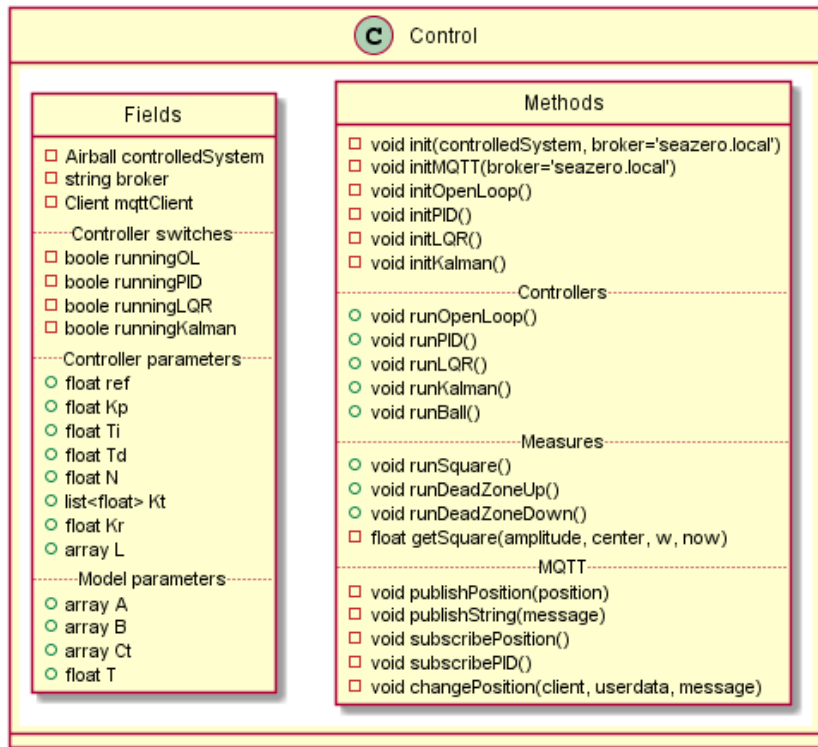 C Control
Fields
Airball controlledSystem
string broker
Client mqttClient
Controller switches
boole runningOL
boole runningPID
boole runningLQR
boole runningKalman
Controller parameters
float ref
float Kp
float Ti
float Td
float N
list<float> Kt
float Kr
array L
Model parameters
array A
array B
array Ct
float T
Methods
void init(controlledSystem, broker='seazero.local')
void initMQTT(broker='seazero.local')
void initOpenLoop()
void initPID()
void initLQR()
void initKalman()
Controllers
void runOpenLoop()
void runPID()
void runLQR()
void runKalman()
void runBall()
Measures
void runSquare()
void runDeadZoneUp()
void runDeadZoneDown()
float getSquare(amplitude, center, w, now)
MQTT
void publishPosition(position)
void publishString(message)
void subscribePosition()
void subscribePID()
void changePosition(client, userdata, message)